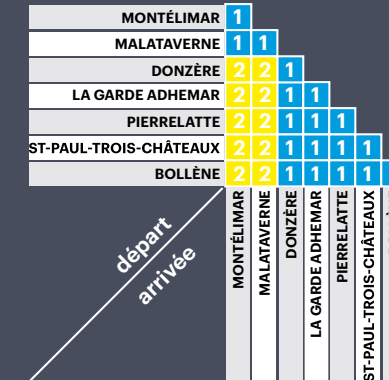 MONTÉLIMAR 1
MALATAVERNE 1 1
DONZÈRE 2 2 1
LA GARDE ADHEMAR 2 2 1 1
PIERRELATTE 2 2 1 1 1
ST-PAUL-TROIS-CHÂTEAUX 2 2 1 1 1 1
BOLLÈNE 2 2 1 1 1 1
départ
arrivée
MONTÉLIMAR
MALATAVERNE
DONZÈRE
LA GARDE ADHEMAR
PIERRELATTE
ST-PAUL-TROIS-CHÂTEAUX